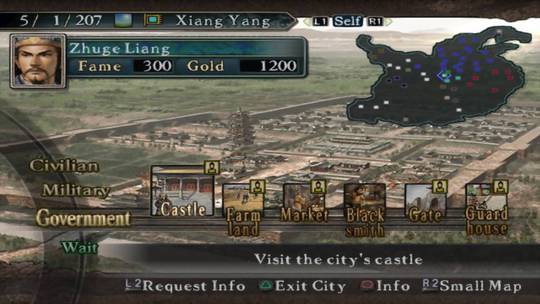 5/ 1/207 Xiang Yang L1 Self R1
Zhuge Liang
Fame 300 Gold 1200
Civilian
Military
Government
Wait
Castle
Farm land
Market
Black smith
Gate
Guard house
Visit the city's castle
L2 Request Info △ Exit City ○ Info R2 Small Map